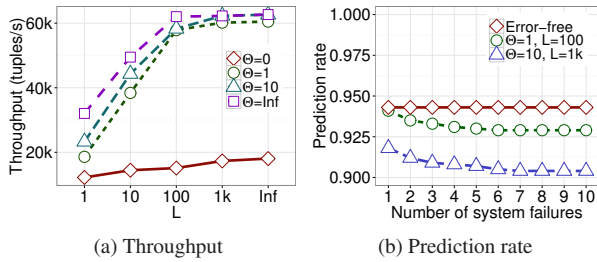 Throughput (tuples/s)
60k
40k
20k
Θ=0
Θ=1
Θ=10
Θ=Inf
1 10 100 1k Inf
L
(a) Throughput
Prediction rate
1.000
0.975
0.950
0.925
0.900
Error-free
Θ=1, L=100
Θ=10, L=1k
1 2 3 4 5 6 7 8 9 10
Number of system failures
(b) Prediction rate